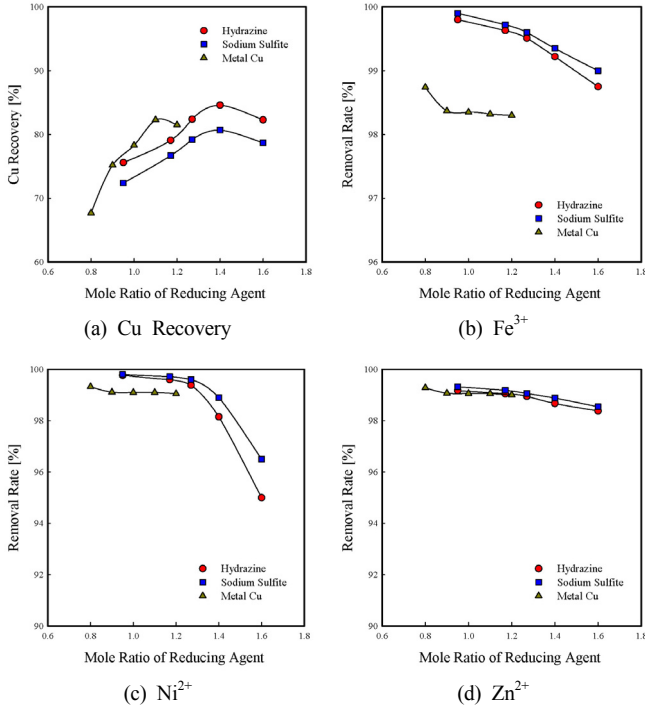 Cu Recovery [%]
100
90
80
70
60
Hydrazine
Sodium Sulfite
Metal Cu
0.8 0.8 1.0 1.2 1.4 1.6 1.8
Mole Ratio of Reducing Agent
(a) Cu Recovery
Removal Rate [%]
100
99
98
97
96
Hydrazine
Sodium Sulfite
Metal Cu
0.6 0.8 1.0 1.2 1.4 1.6 1.8
Mole Ratio of Reducing Agent
(b) Fe³⁺
Removal Rate [%]
100
98
96
94
92
90
Hydrazine
Sodium Sulfite
Metal Cu
0.6 0.8 1.0 1.2 1.4 1.6 1.8
Mole Ratio of Reducing Agent
(c) Ni²⁺
Removal Rate [%]
100
98
96
94
92
90
Hydrazine
Sodium Sulfite
Metal Cu
0.6 0.8 1.0 1.2 1.4 1.6 1.8
Mole Ratio of Reducing Agent
(d) Zn²⁺